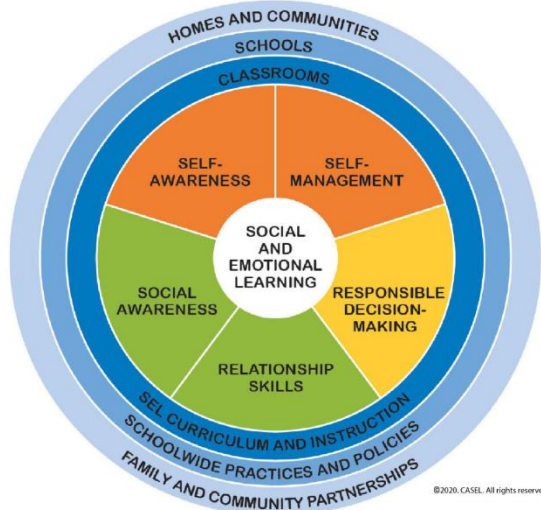 HOMES AND COMMUNITIES
SCHOOLS
CLASSROOMS
SELF-
AWARENESS
SELF-
MANAGEMENT
SOCIAL
AND
EMOTIONAL
LEARNING
SOCIAL
AWARENESS
RESPONSIBLE
DECISION-
MAKING
RELATIONSHIP
SKILLS
SEL CURRICULUM AND INSTRUCTION
SCHOOLWIDE PRACTICES AND POLICIES
FAMILY AND COMMUNITY PARTNERSHIPS
©2020. CASEL. All rights reserve